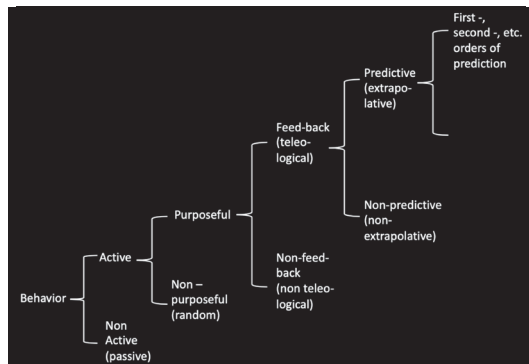 First -,
second -, etc.
orders of
prediction
Predictive
(extrapo-
lative)
Feed-back
(teleo-
logical)
Non-predictive
(non-
extrapolative)
Purposeful
Non-feed-
back
(non teleo-
logical)
Active
Non –
purposeful
(random)
Behavior
Non
Active
(passive)